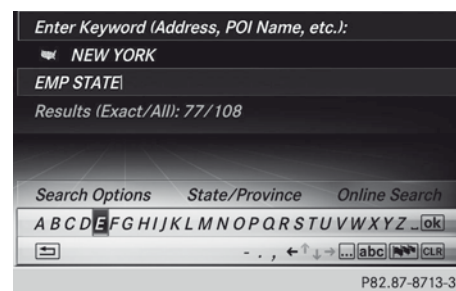 Enter Keyword (Address, POI Name, etc.):
NEW YORK
EMP STATE
Results (Exact/All): 77/108
Search Options State/Province Online Search
A B C D E F G H I J K L M N O P Q R S T U V W X Y Z _ ok
- . , ←↑↓→ ... abc CLR
P82.87-8713-3